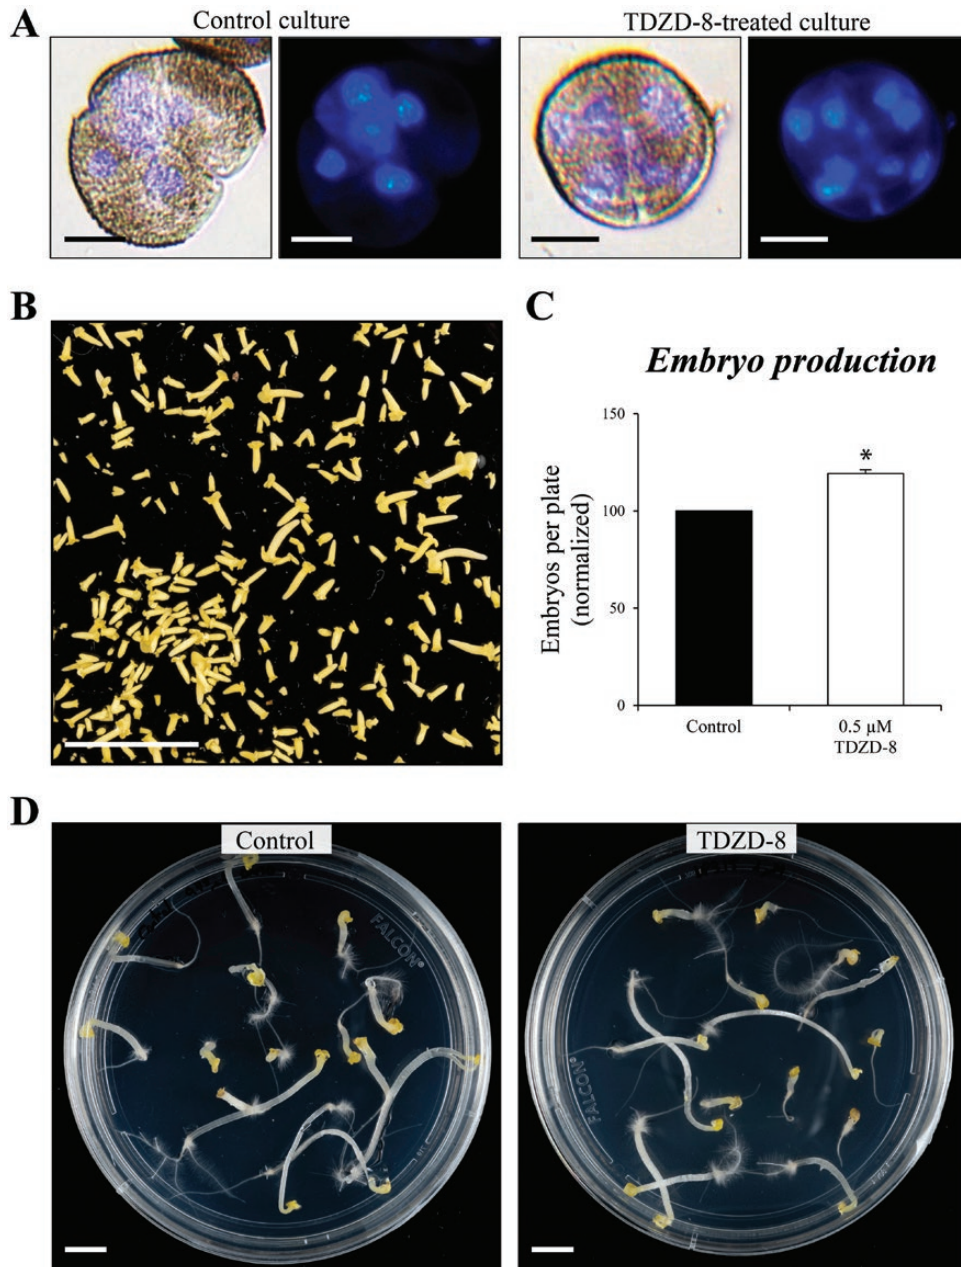 A
Control culture
TDZD-8-treated culture
B
C
Embryo production
Embryos per plate
(normalized)
150
100
50
0
*
Control
0.5 µM
TDZD-8
D
Control
TDZD-8
FALCON®
FALCON®